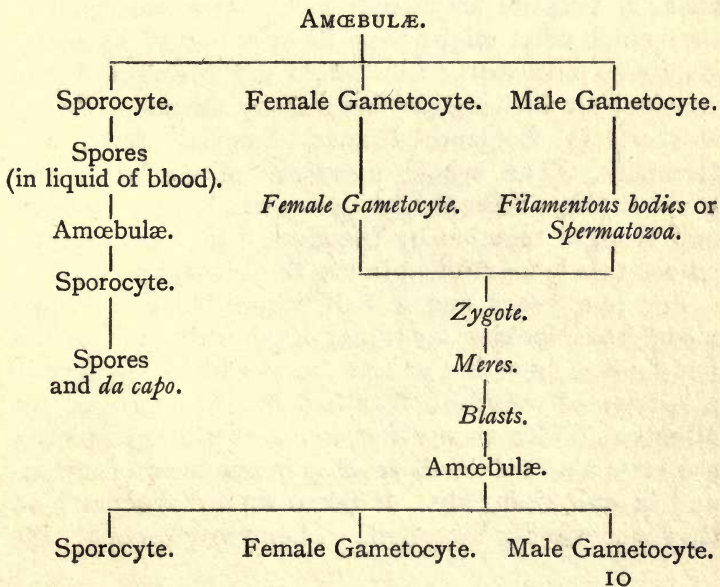 AMŒBULÆ.
Sporocyte. Female Gametocyte. Male Gametocyte.
Spores
(in liquid of blood).
Female Gametocyte. Filamentous bodies or
Spermatozoa.
Amœbulæ.
Sporocyte.
Zygote.
Spores
and da capo.
Meres.
Blasts.
Amœbulæ.
Sporocyte. Female Gametocyte. Male Gametocyte.
10